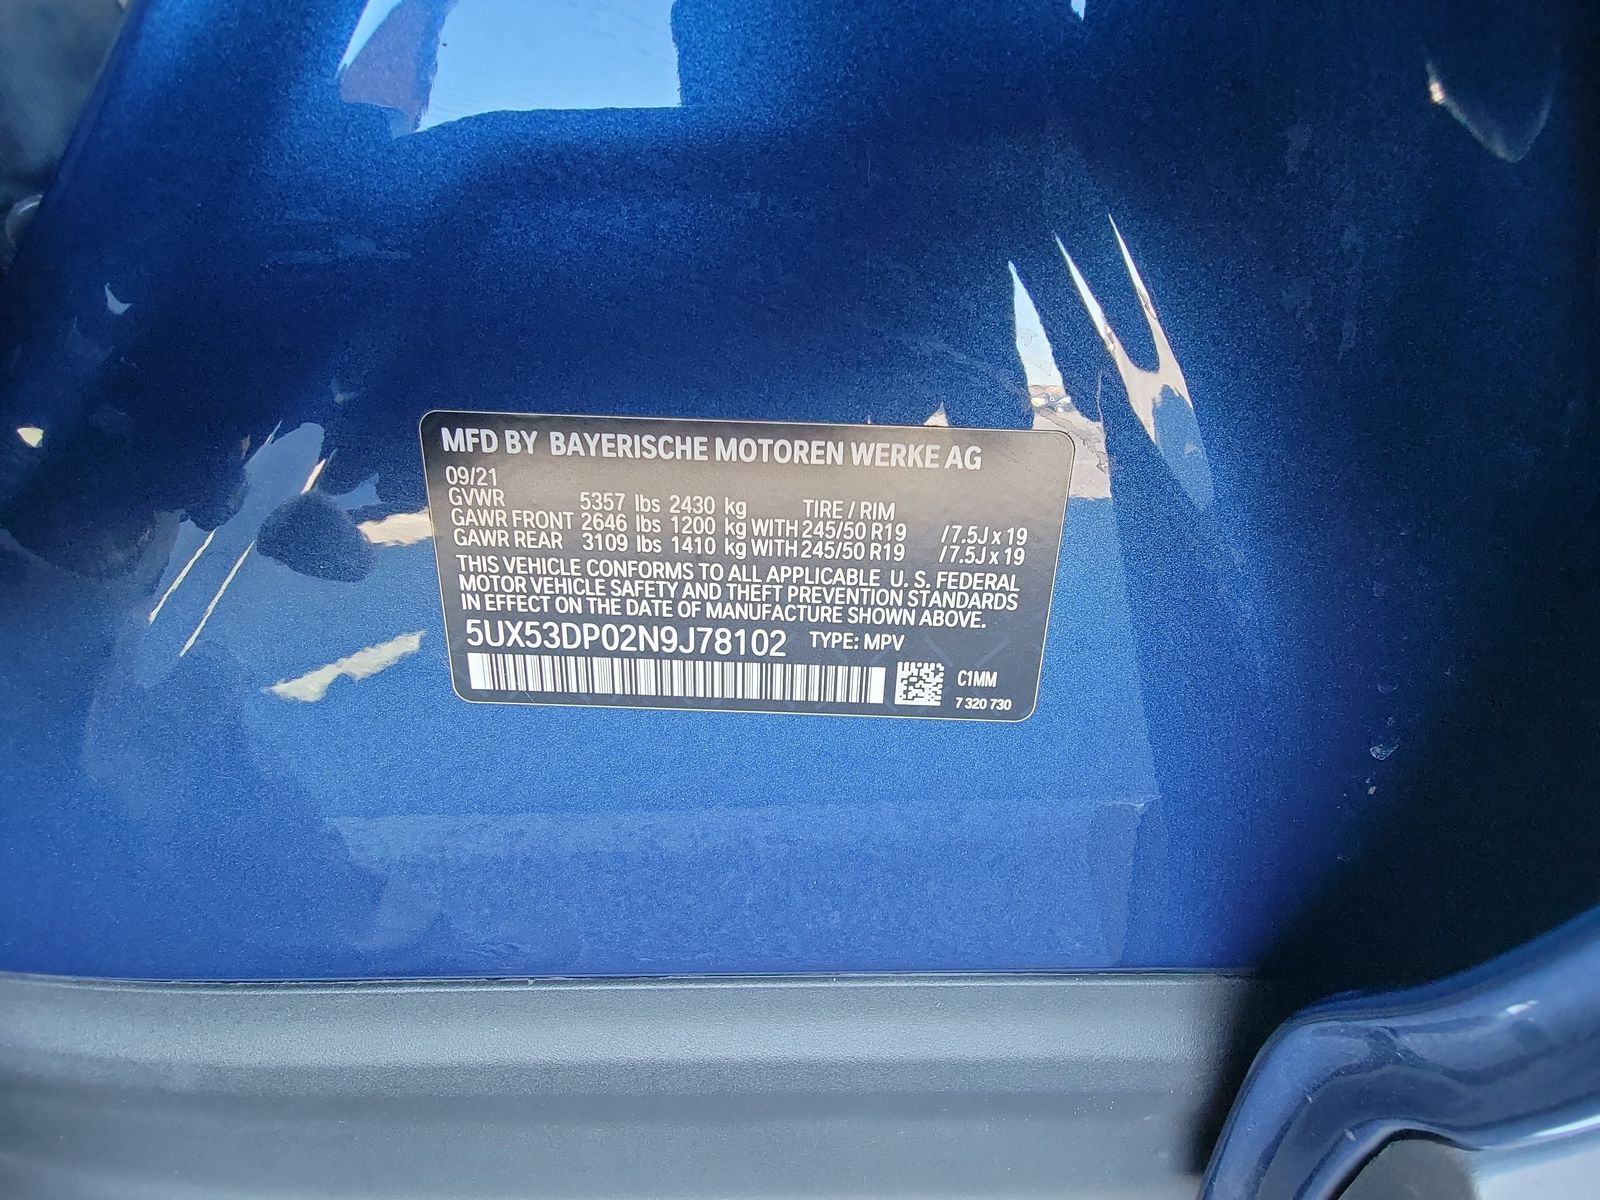 MFD BY BAYERISCHE MOTOREN WERKE AG
09/21
GVWR 5357 lbs 2430 kg TIRE / RIM
GAWR FRONT 2646 lbs 1200 kg WITH 245/50 R19 /7.5J x 19
GAWR REAR 3109 lbs 1410 kg WITH 245/50 R19 /7.5J x 19
THIS VEHICLE CONFORMS TO ALL APPLICABLE U. S. FEDERAL
MOTOR VEHICLE SAFETY AND THEFT PREVENTION STANDARDS
IN EFFECT ON THE DATE OF MANUFACTURE SHOWN ABOVE.
5UX53DP02N9J78102 TYPE: MPV
C1MM
7 320 730